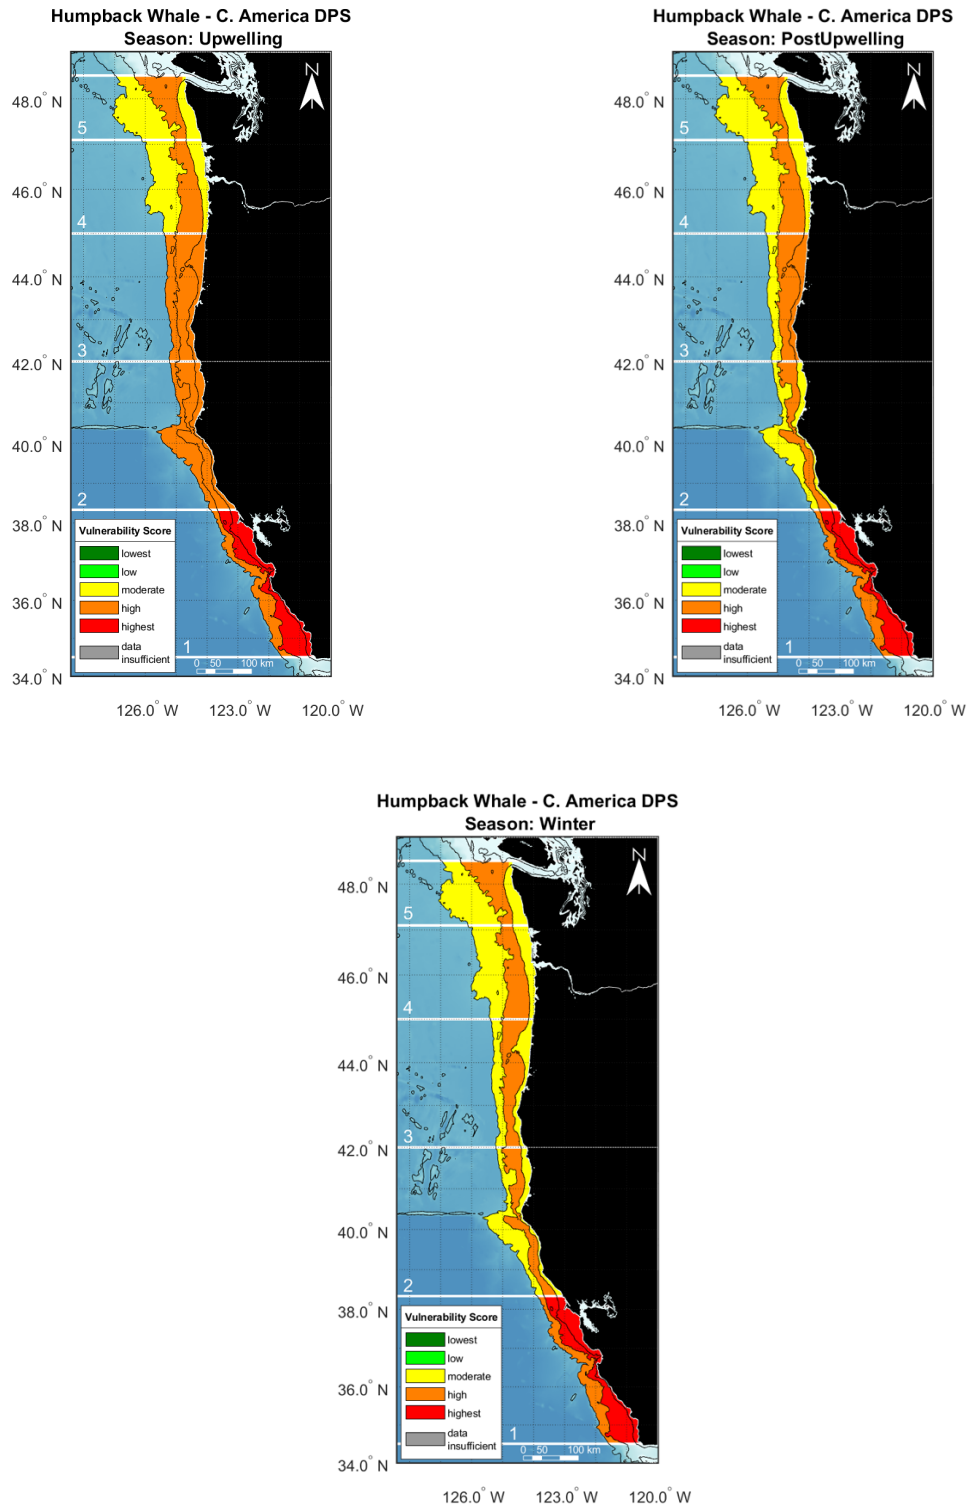 Humpback Whale - C. America DPS
Season: Upwelling
N
48.0° N
5
46.0° N
4
44.0° N
3
42.0° N
40.0° N
2
38.0° N
Vulnerability Score
lowest
low
moderate
high
highest
data
insufficient
36.0° N
1
0 50 100 km
34.0° N
126.0° W 123.0° W 120.0° W
Humpback Whale - C. America DPS
Season: PostUpwelling
N
48.0° N
5
46.0° N
4
44.0° N
3
42.0° N
40.0° N
2
38.0° N
Vulnerability Score
lowest
low
moderate
high
highest
data
insufficient
36.0° N
1
0 50 100 km
34.0° N
126.0° W 123.0° W 120.0° W
Humpback Whale - C. America DPS
Season: Winter
N
48.0° N
5
46.0° N
4
44.0° N
3
42.0° N
40.0° N
2
38.0° N
Vulnerability Score
lowest
low
moderate
high
highest
data
insufficient
36.0° N
1
0 50 100 km
34.0° N
126.0° W 123.0° W 120.0° W